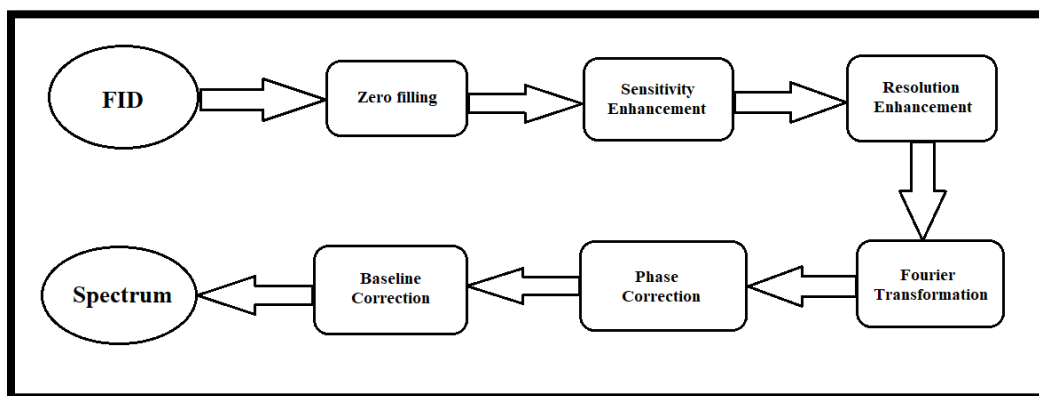 FID
Zero filling
Sensitivity
Enhancement
Resolution
Enhancement
Fourier
Transformation
Phase
Correction
Baseline
Correction
Spectrum